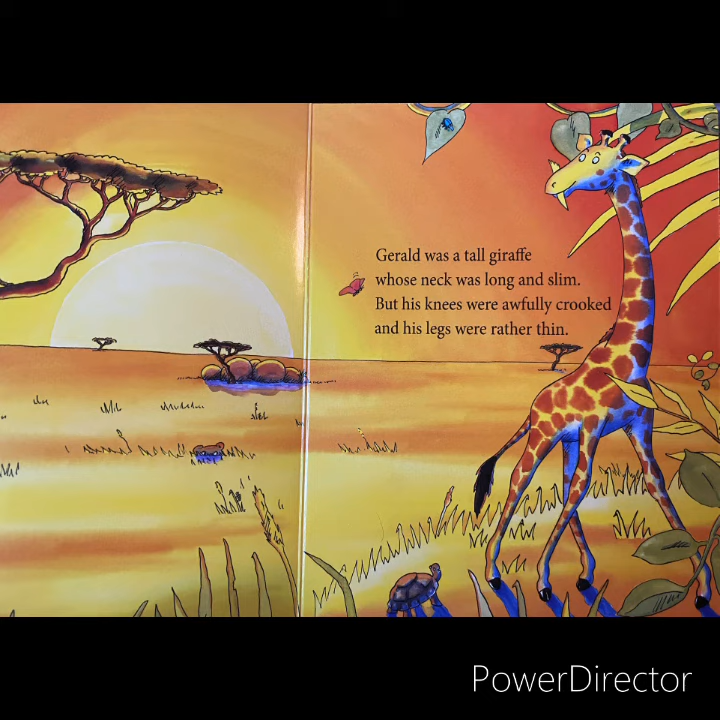 Gerald was a tall giraffe
whose neck was long and slim.
But his knees were awfully crooked
and his legs were rather thin.
PowerDirector